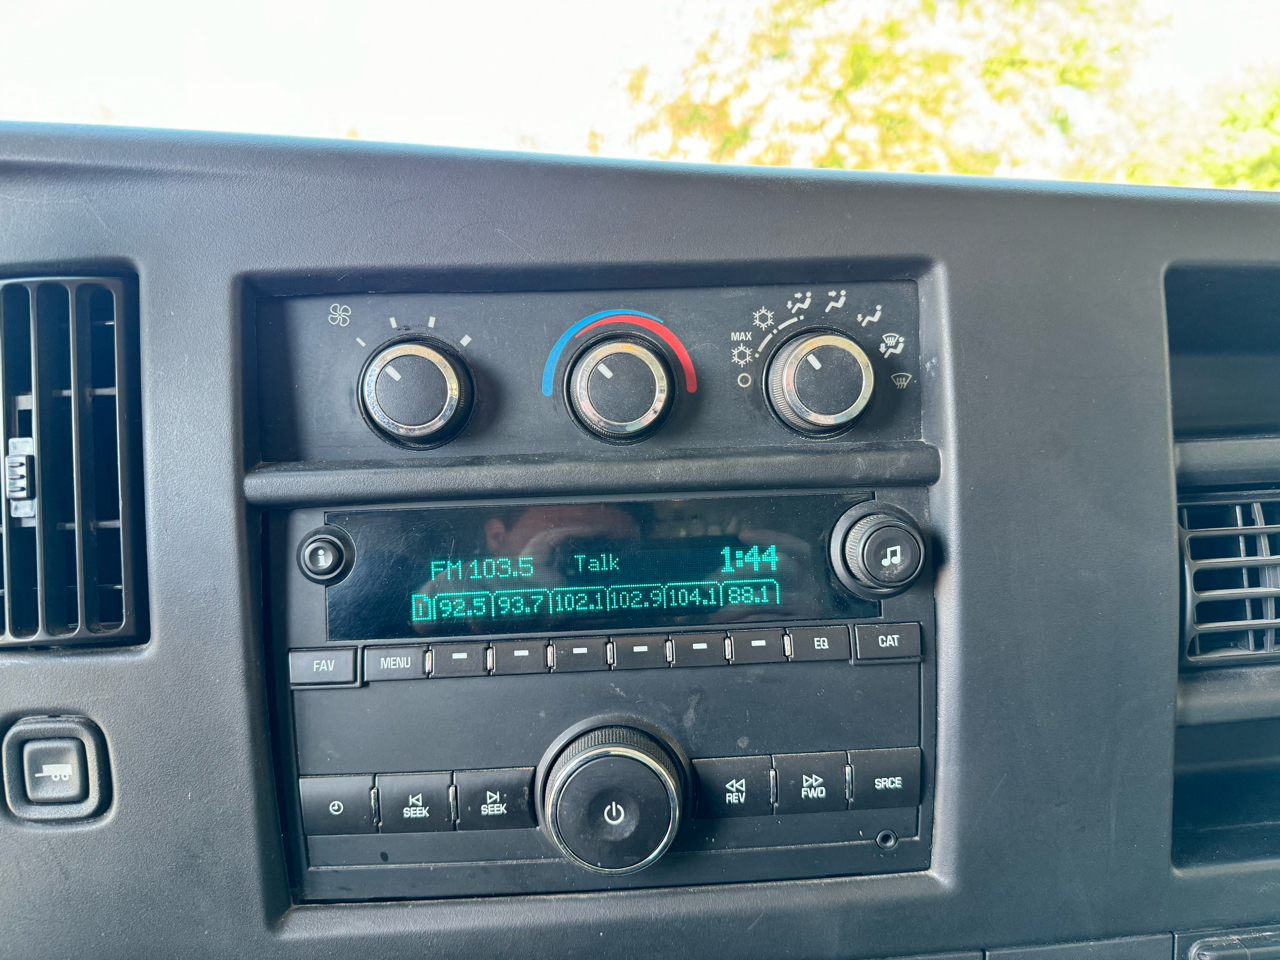 MAX
i
FM 103.5 Talk 1:44
1 92.5 93.7 102.1 102.9 104.1 88.1
FAV MENU EQ CAT
SEEK SEEK REV FWD SRCE